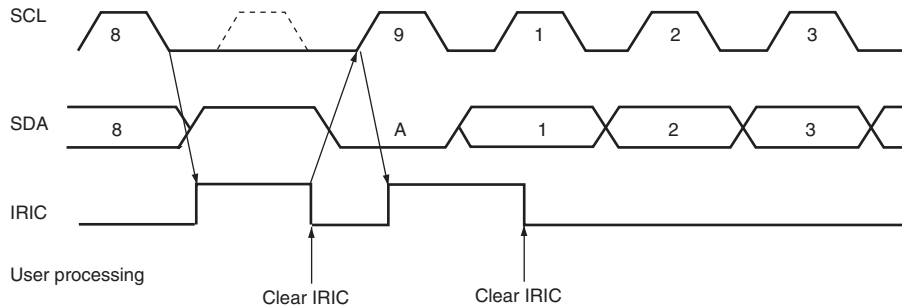 SCL 8 9 1 2 3
SDA 8 A 1 2 3
IRIC
User processing
Clear IRIC Clear IRIC